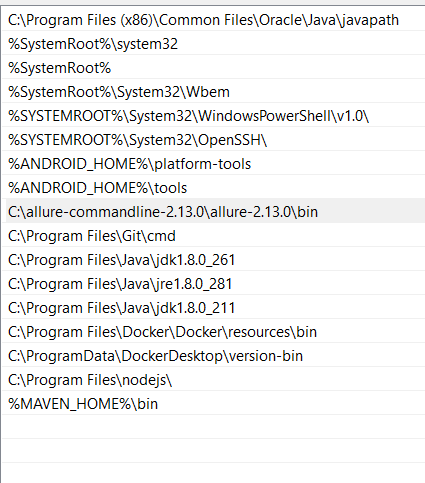 C:\Program Files (x86)\Common Files\Oracle\Java\javapath
%SystemRoot%\system32
%SystemRoot%
%SystemRoot%\System32\Wbem
%SYSTEMROOT%\System32\WindowsPowerShell\v1.0\
%SYSTEMROOT%\System32\OpenSSH\
%ANDROID_HOME%\platform-tools
%ANDROID_HOME%\tools
C:\allure-commandline-2.13.0\allure-2.13.0\bin
C:\Program Files\Git\cmd
C:\Program Files\Java\jdk1.8.0_261
C:\Program Files\Java\jre1.8.0_281
C:\Program Files\Java\jdk1.8.0_211
C:\Program Files\Docker\Docker\resources\bin
C:\ProgramData\DockerDesktop\version-bin
C:\Program Files\nodejs\
%MAVEN_HOME%\bin